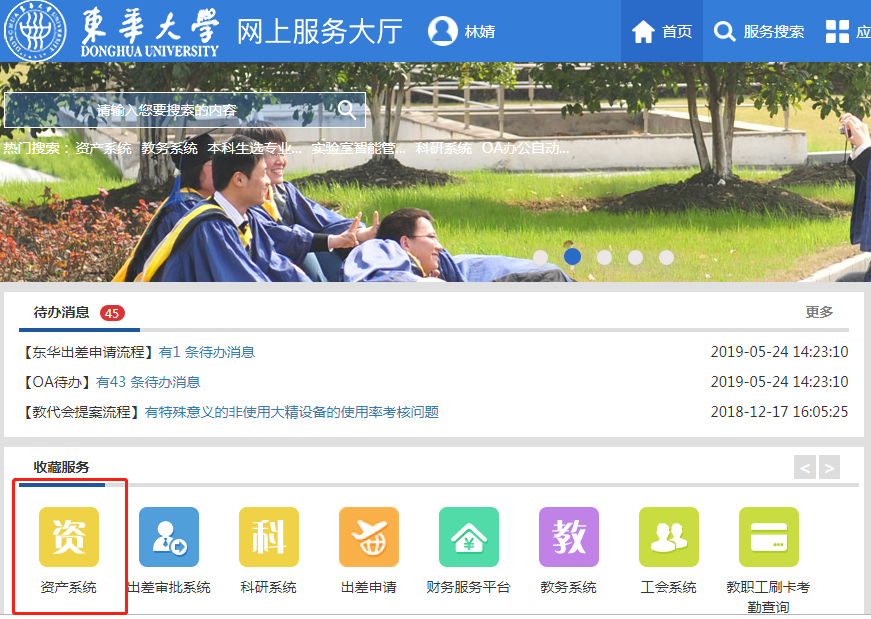 東華大學
DONGHUA UNIVERSITY
网上服务大厅
林婧
首页
服务搜索
应
请输入您要搜索的内容
热门搜索：资产系统 教务系统 本科生选专业... 实验室智能管... 科研系统 OA办公自动...
待办消息 45
更多
【东华出差申请流程】有1 条待办消息 2019-05-24 14:23:10
【OA待办】有43 条待办消息 2019-05-24 14:23:10
【教代会提案流程】有特殊意义的非使用大精设备的使用率考核问题 2018-12-17 16:05:25
收藏服务
< >
资 科 ¥ 教
资产系统 出差审批系统 科研系统 出差申请 财务服务平台 教务系统 工会系统 教职工刷卡考
勤查询